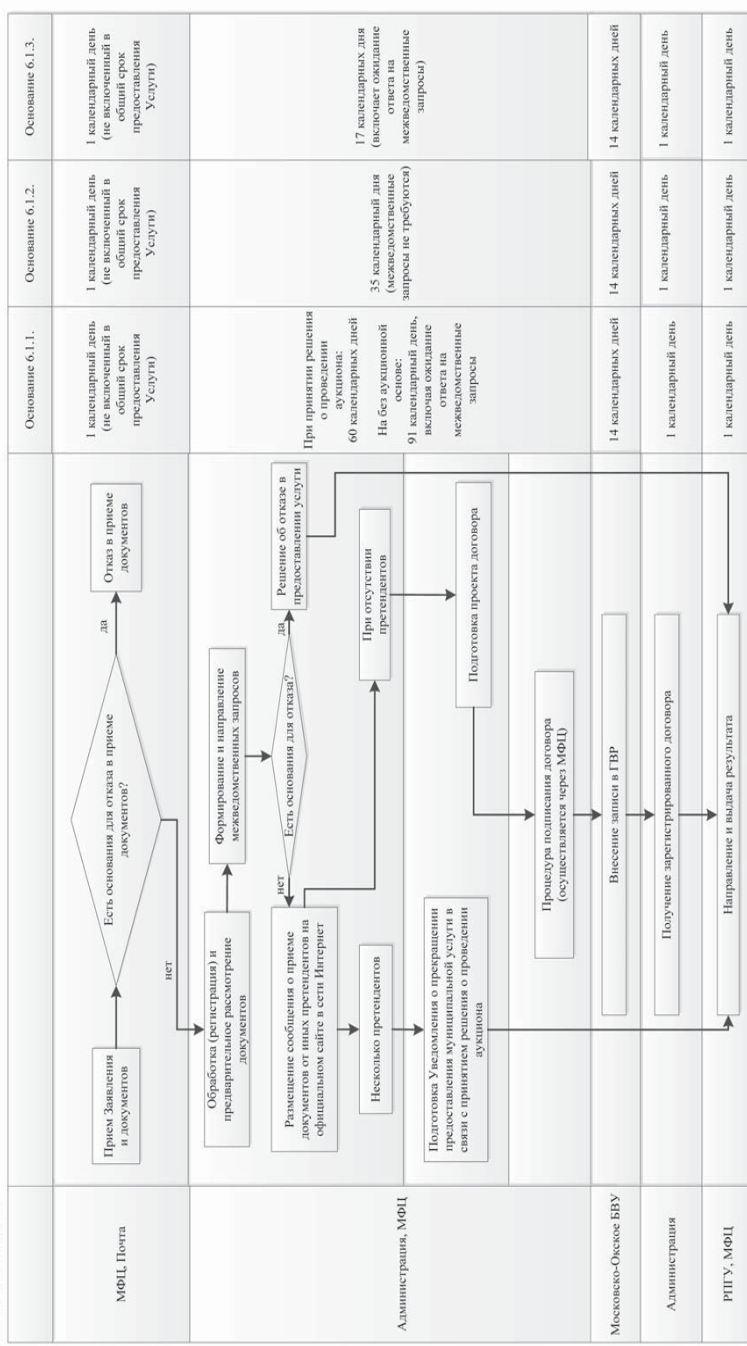 Основание 6.1.1.
Основание 6.1.2.
Основание 6.1.3.
МФЦ, Почта
Прием Заявления
и документов
Есть основания для отказа в приеме
документов?
да
Отказ в приеме
документов
нет
1 календарный день
(не включенный в
общий срок
предоставления
Услуги)
1 календарный день
(не включенный в
общий срок
предоставления
Услуги)
1 календарный день
(не включенный в
общий срок
предоставления
Услуги)
Администрация, МФЦ
Обработка (регистрация) и
предварительное рассмотрение
документов
Формирование и направление
межведомственных запросов
Размещение сообщения о приеме
документов от иных претендентов на
официальном сайте в сети Интернет
нет
Есть основания для отказа?
да
Решение об отказе в
предоставлении услуги
Несколько претендентов
При отсутствии
претендентов
Подготовка Уведомления о прекращении
предоставления муниципальной услуги в
связи с принятием решения о проведении
аукциона
Подготовка проекта договора
Процедура подписания договора
(осуществляется через МФЦ)
При принятии решения
о проведении
аукциона:
60 календарных дней
На без аукционной
основе:
91 календарный день,
включая ожидание
ответа на
межведомственные
запросы
35 календарный дня
(межведомственные
запросы не требуются)
17 календарных дня
(включает ожидание
ответа на
межведомственные
запросы)
Московско-Окское БВУ
Внесение записи в ГВР
14 календарных дней
14 календарных дней
14 календарных дней
Администрация
Получение зарегистрированного договора
1 календарный день
1 календарный день
1 календарный день
РПГУ, МФЦ
Направление и выдача результата
1 календарный день
1 календарный день
1 календарный день